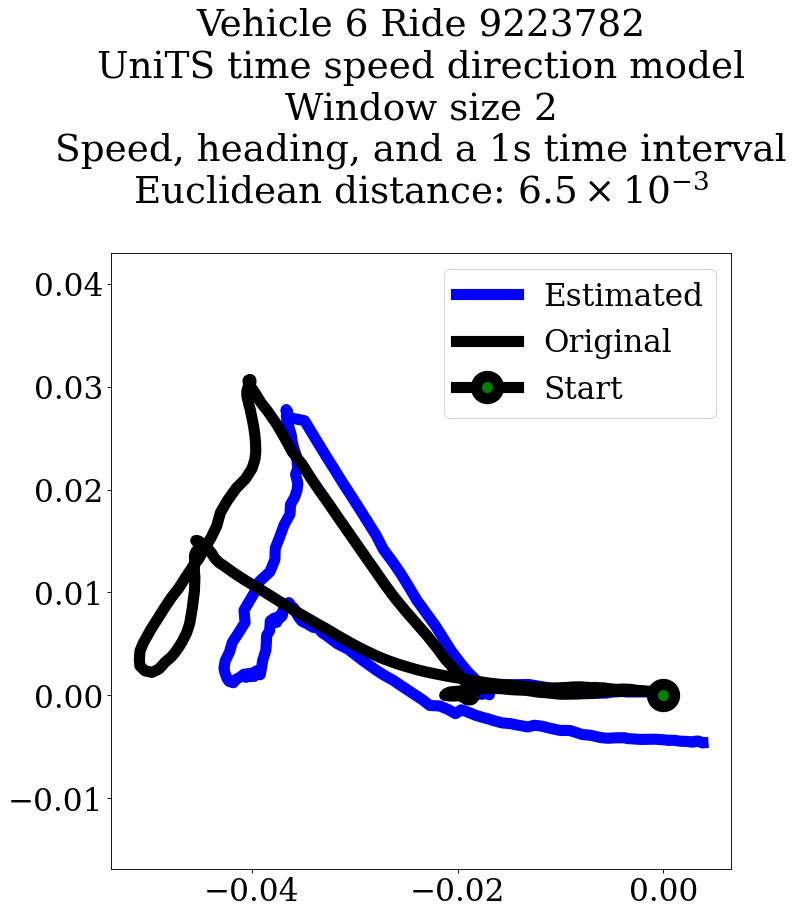 Vehicle 6 Ride 9223782
UniTS time speed direction model
Window size 2
Speed, heading, and a 1s time interval
Euclidean distance: 6.5 × 10⁻³
Estimated
Original
Start
0.04
0.03
0.02
0.01
0.00
−0.01
−0.04
−0.02
0.00